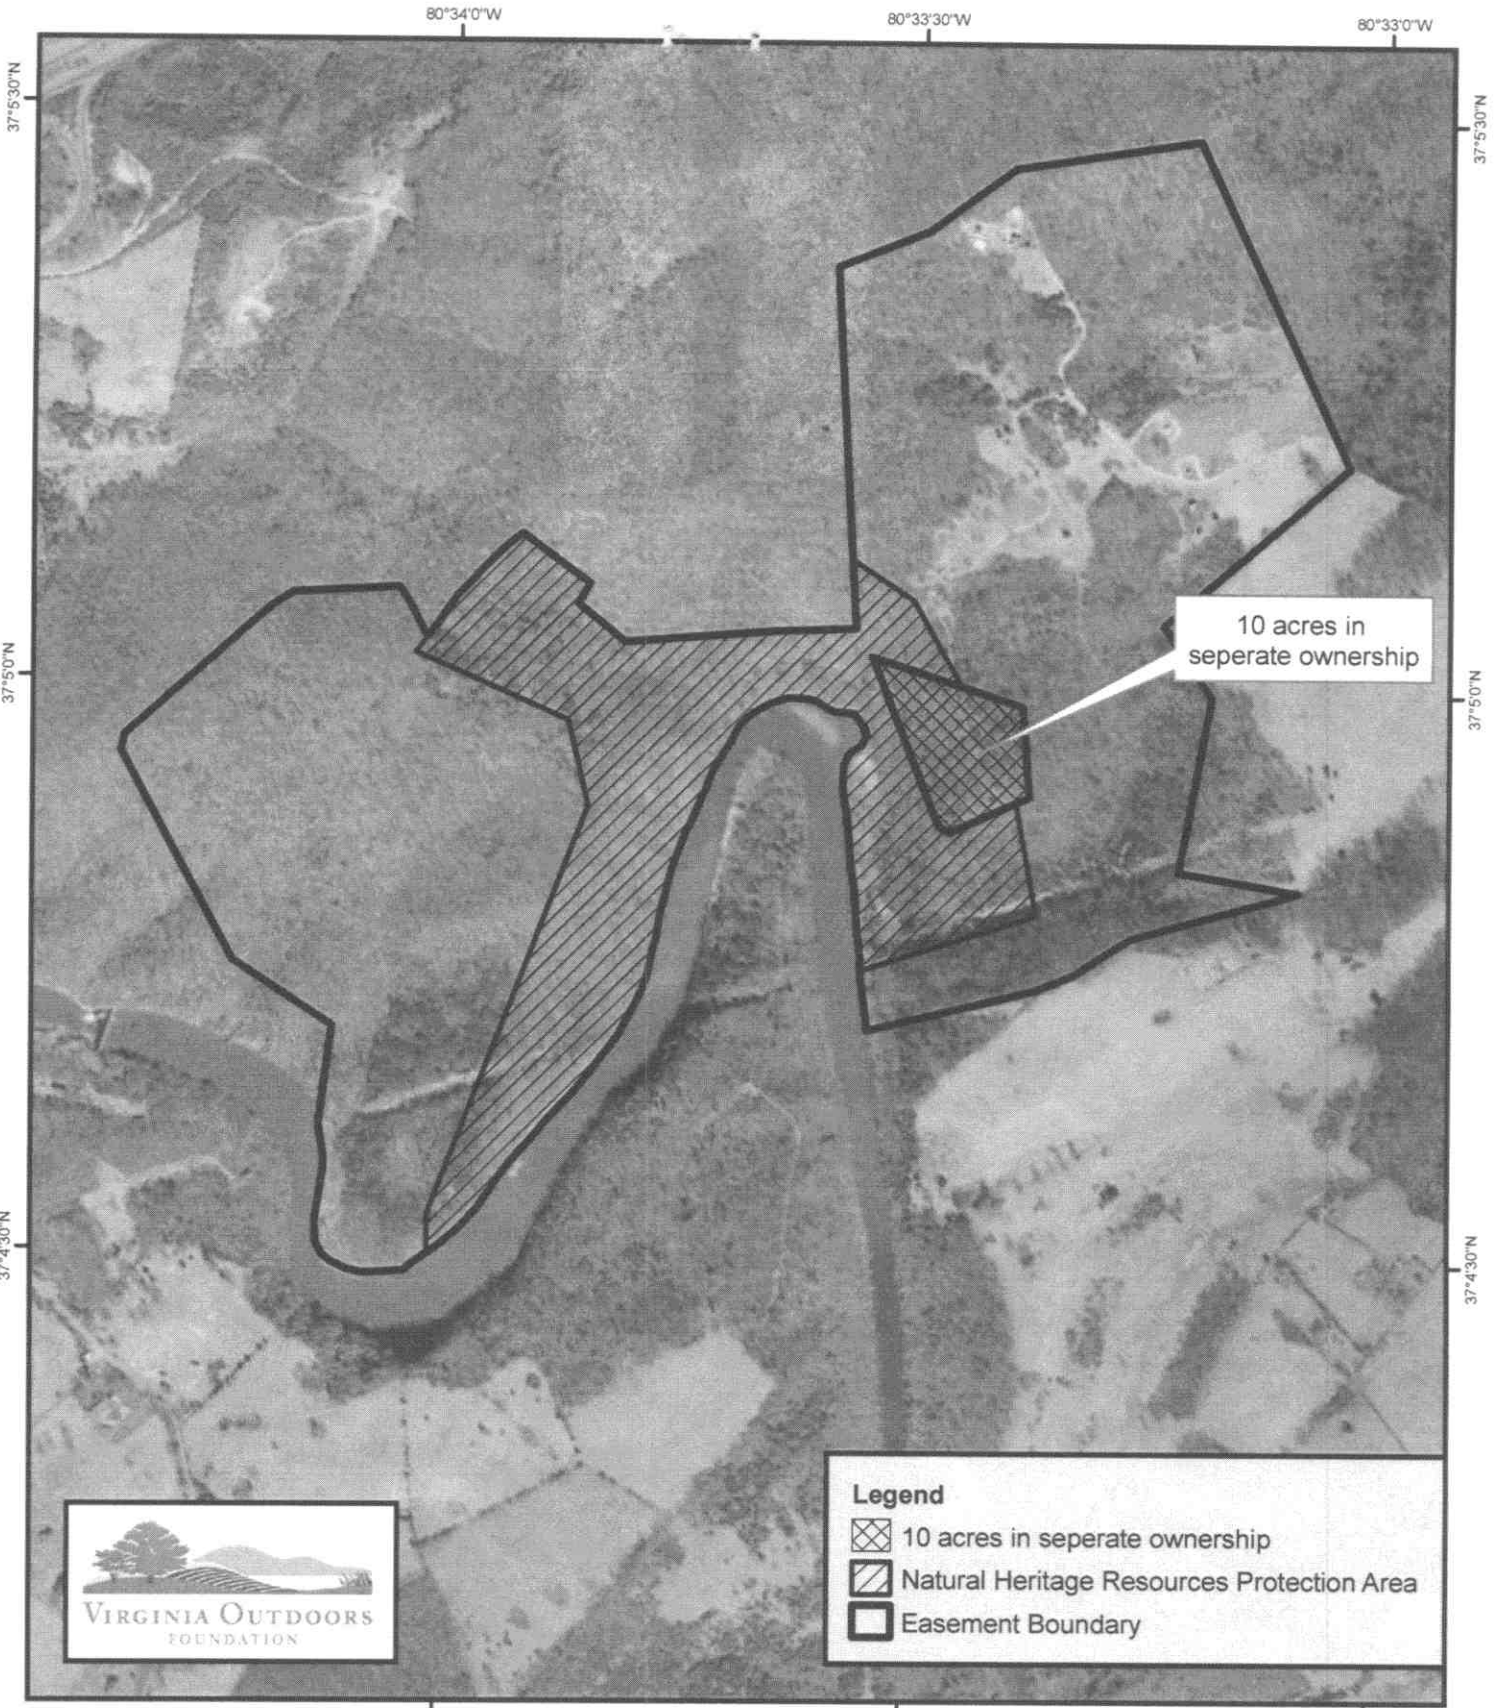 80°34'0"W
80°33'30"W
80°33'0"W
37°5'30"N
37°5'30"N
10 acres in
seperate ownership
37°5'0"N
37°5'0"N
37°4'30"N
37°4'30"N
Legend
10 acres in seperate ownership
Natural Heritage Resources Protection Area
Easement Boundary
VIRGINIA OUTDOORS
FOUNDATION